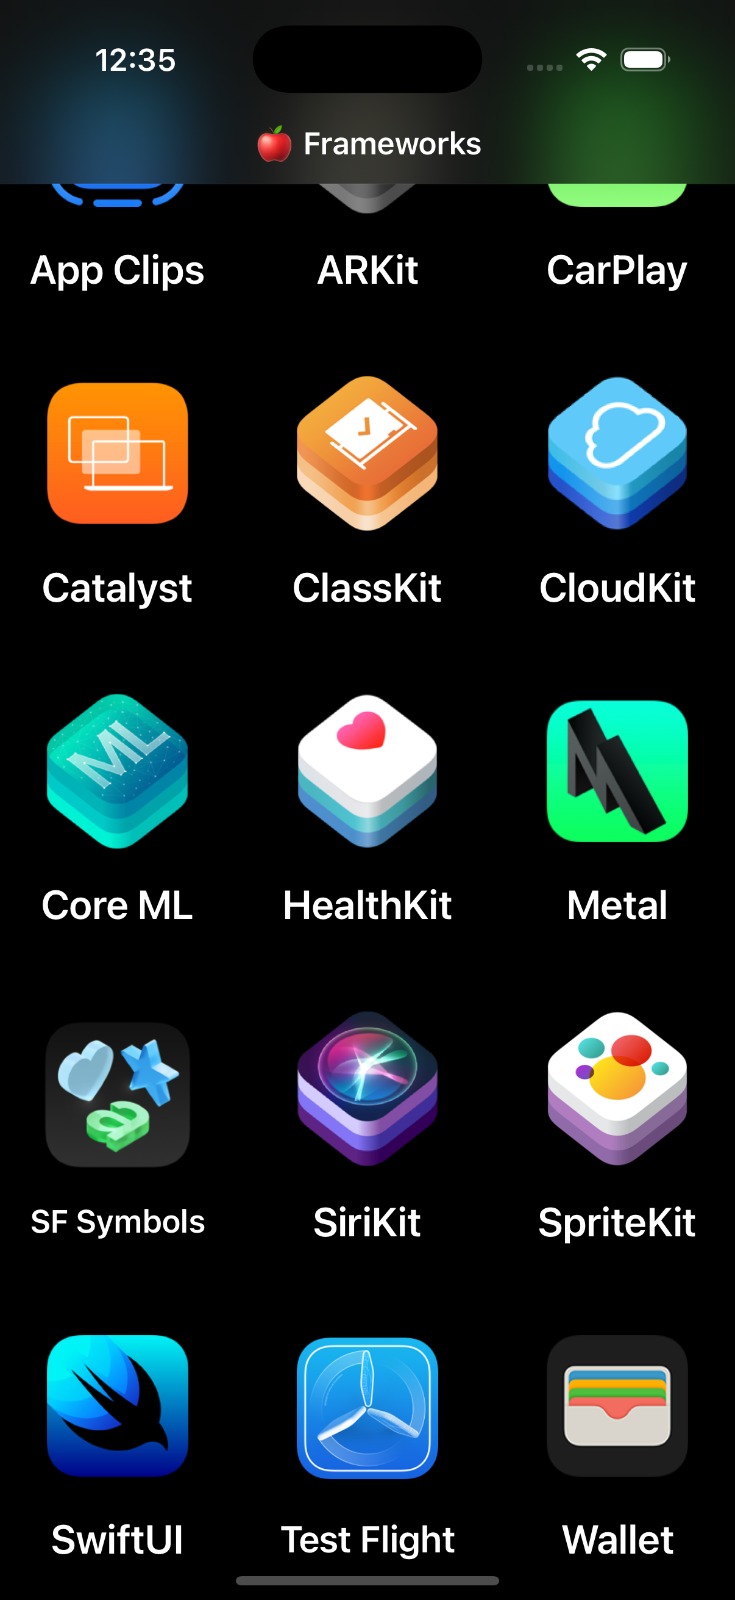 12:35
🍎 Frameworks
App Clips
ARKit
CarPlay
Catalyst
ClassKit
CloudKit
ML
Core ML
HealthKit
Metal
SF Symbols
SiriKit
SpriteKit
SwiftUI
Test Flight
Wallet